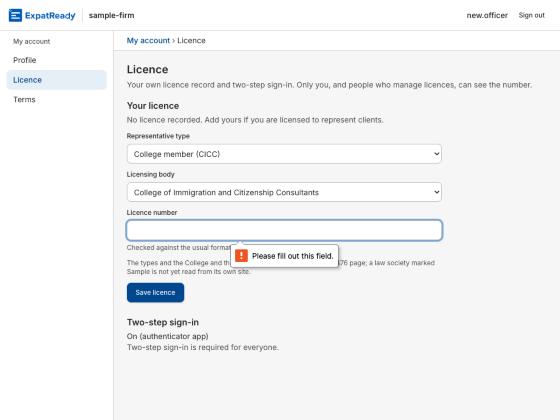 ExpatReady
sample-firm
new.officer
Sign out
My account
Profile
Licence
Terms
My account › Licence
Licence
Your own licence record and two-step sign-in. Only you, and people who manage licences, can see the number.
Your licence
No licence recorded. Add yours if you are licensed to represent clients.
Representative type
College member (CICC)
Licensing body
College of Immigration and Citizenship Consultants
Licence number
Checked against the usual format
Please fill out this field.
The types and the College and 476 page; a law society marked
Sample is not yet read from its own site.
Save licence
Two-step sign-in
On (authenticator app)
Two-step sign-in is required for everyone.